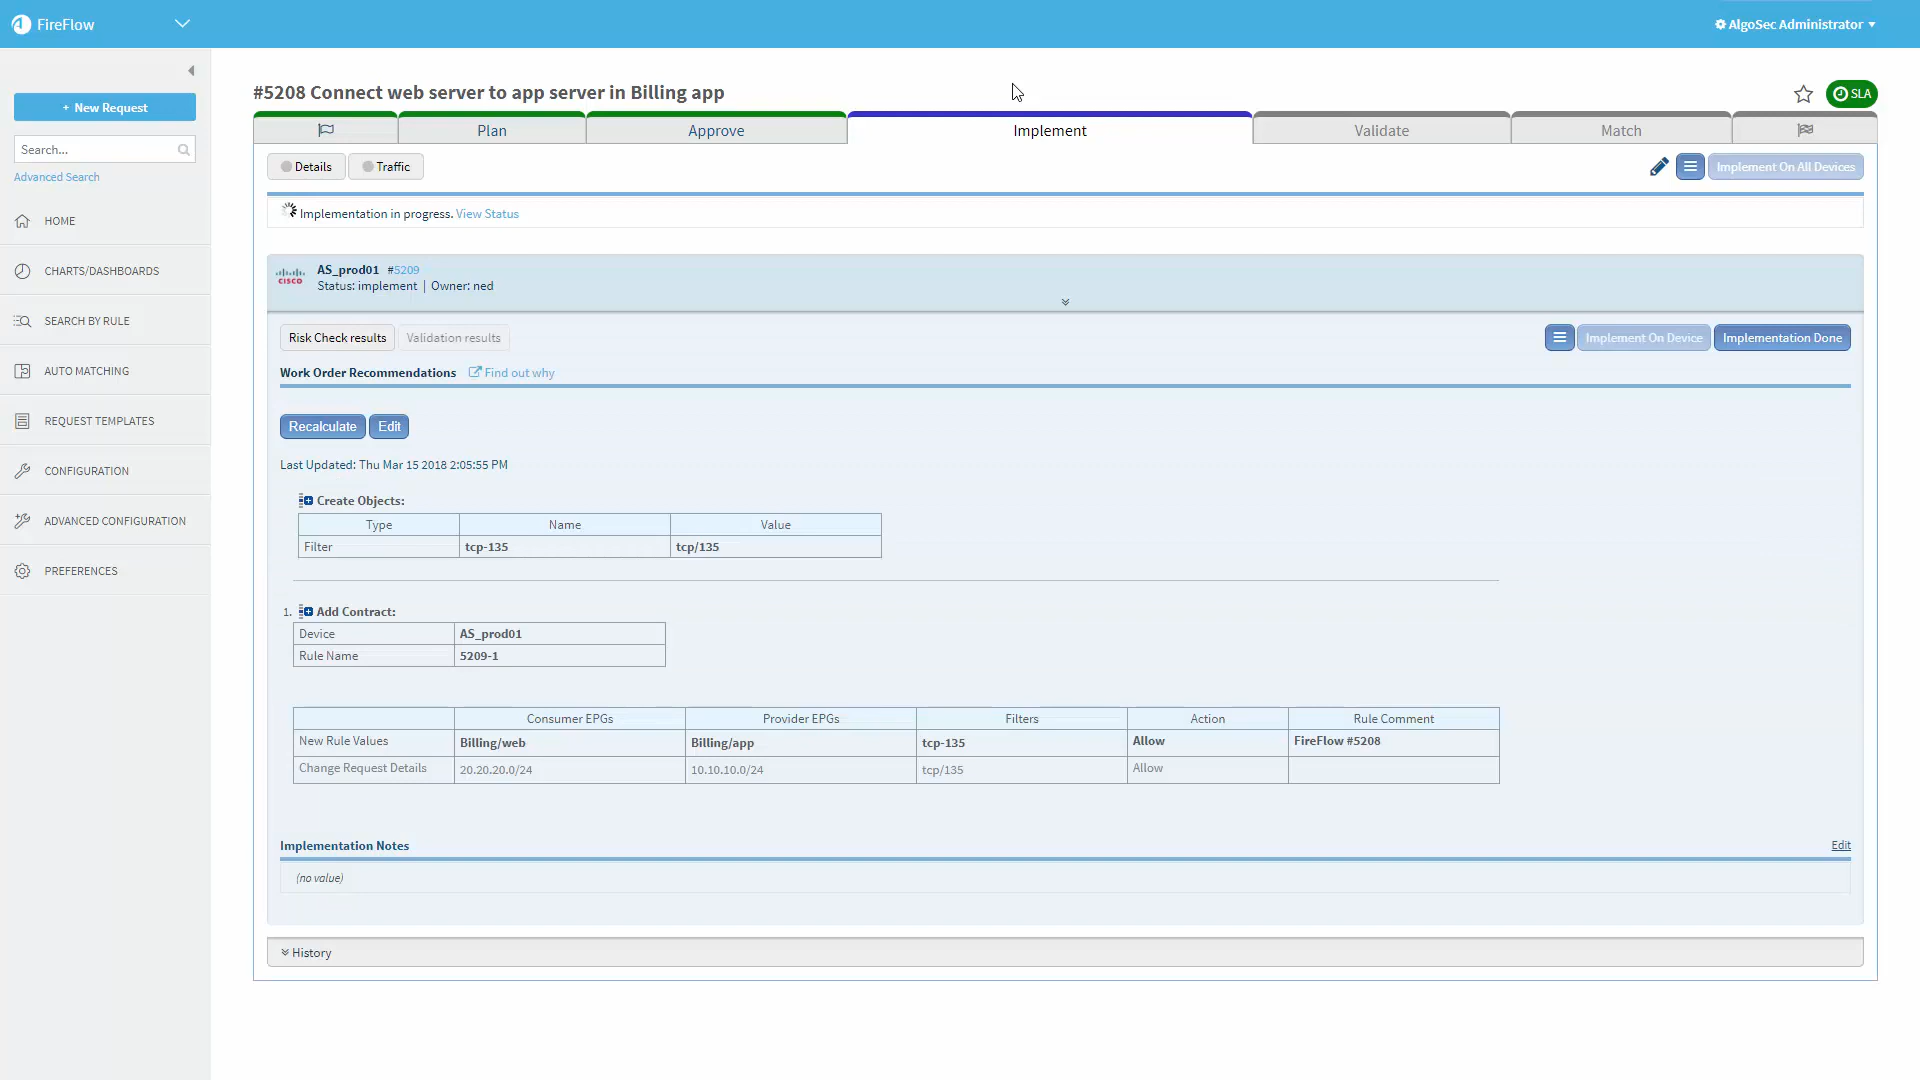 FireFlow
AlgoSec Administrator
+ New Request
Search...
Advanced Search
HOME
CHARTS/DASHBOARDS
SEARCH BY RULE
AUTO MATCHING
REQUEST TEMPLATES
CONFIGURATION
ADVANCED CONFIGURATION
PREFERENCES
#5208 Connect web server to app server in Billing app
SLA
Plan Approve Implement Validate Match
Details Traffic Implement On All Devices
Implementation in progress. View Status
CISCO
AS_prod01 #5209
Status: implement | Owner: ned
Risk Check results Validation results Implement On Device Implementation Done
Work Order Recommendations Find out why
Recalculate Edit
Last Updated: Thu Mar 15 2018 2:05:55 PM
Create Objects:
Type Name Value
Filter tcp-135 tcp/135
1. Add Contract:
Device AS_prod01
Rule Name 5209-1
Consumer EPGs Provider EPGs Filters Action Rule Comment
New Rule Values Billing/web Billing/app tcp-135 Allow FireFlow #5208
Change Request Details 20.20.20.0/24 10.10.10.0/24 tcp/135 Allow
Implementation Notes Edit
(no value)
History